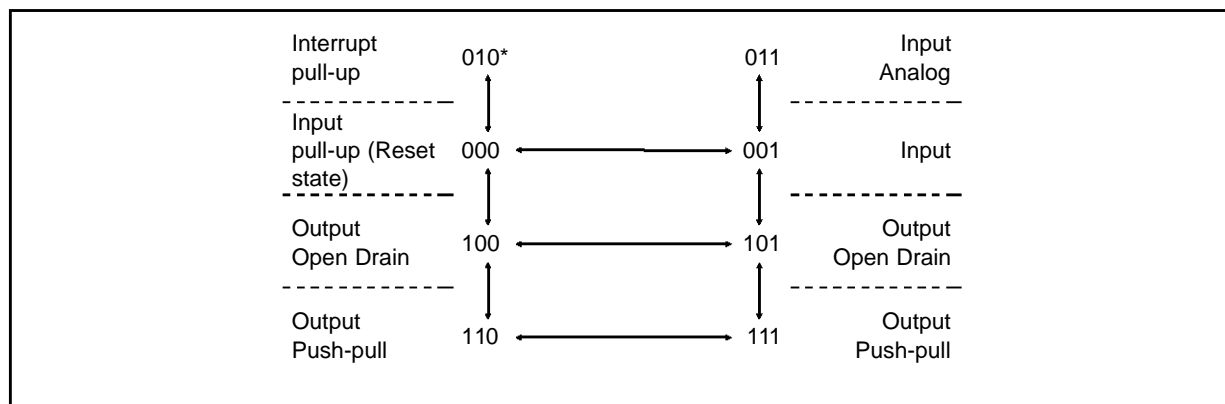 Interrupt
pull-up
010*
011
Input
Analog
Input
pull-up (Reset
state)
000
001
Input
Output
Open Drain
100
101
Output
Open Drain
Output
Push-pull
110
111
Output
Push-pull